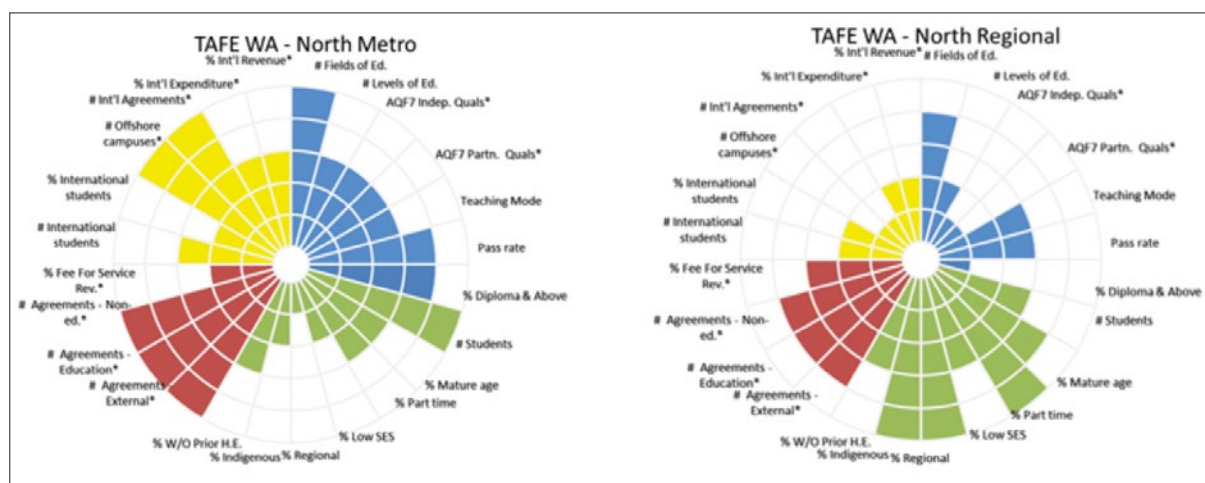 TAFE WA - North Metro
% Int'l Revenue*
# Fields of Ed.
# Levels of Ed.
AQF7 Indep. Quals*
AQF7 Partn. Quals*
Teaching Mode
Pass rate
% Diploma & Above
# Students
% Mature age
% Part time
% Low SES
% Regional
% Indigenous
% W/O Prior H.E.
# Agreements
External*
# Agreements -
Education*
# Agreements - Non-
ed.*
% Fee For Service
Rev.*
# International
students
% International
students
# Offshore
campuses*
# Int'l Agreements*
% Int'l Expenditure*
TAFE WA - North Regional
% Int'l Revenue*
# Fields of Ed.
# Levels of Ed.
AQF7 Indep. Quals*
AQF7 Partn. Quals*
Teaching Mode
Pass rate
% Diploma & Above
# Students
% Mature age
% Part time
% Low SES
% Regional
% Indigenous
% W/O Prior H.E.
# Agreements -
External*
# Agreements -
Education*
# Agreements - Non-
ed.*
% Fee For Service
Rev.*
# International
students
% International
students
# Offshore
campuses*
# Int'l Agreements*
% Int'l Expenditure*